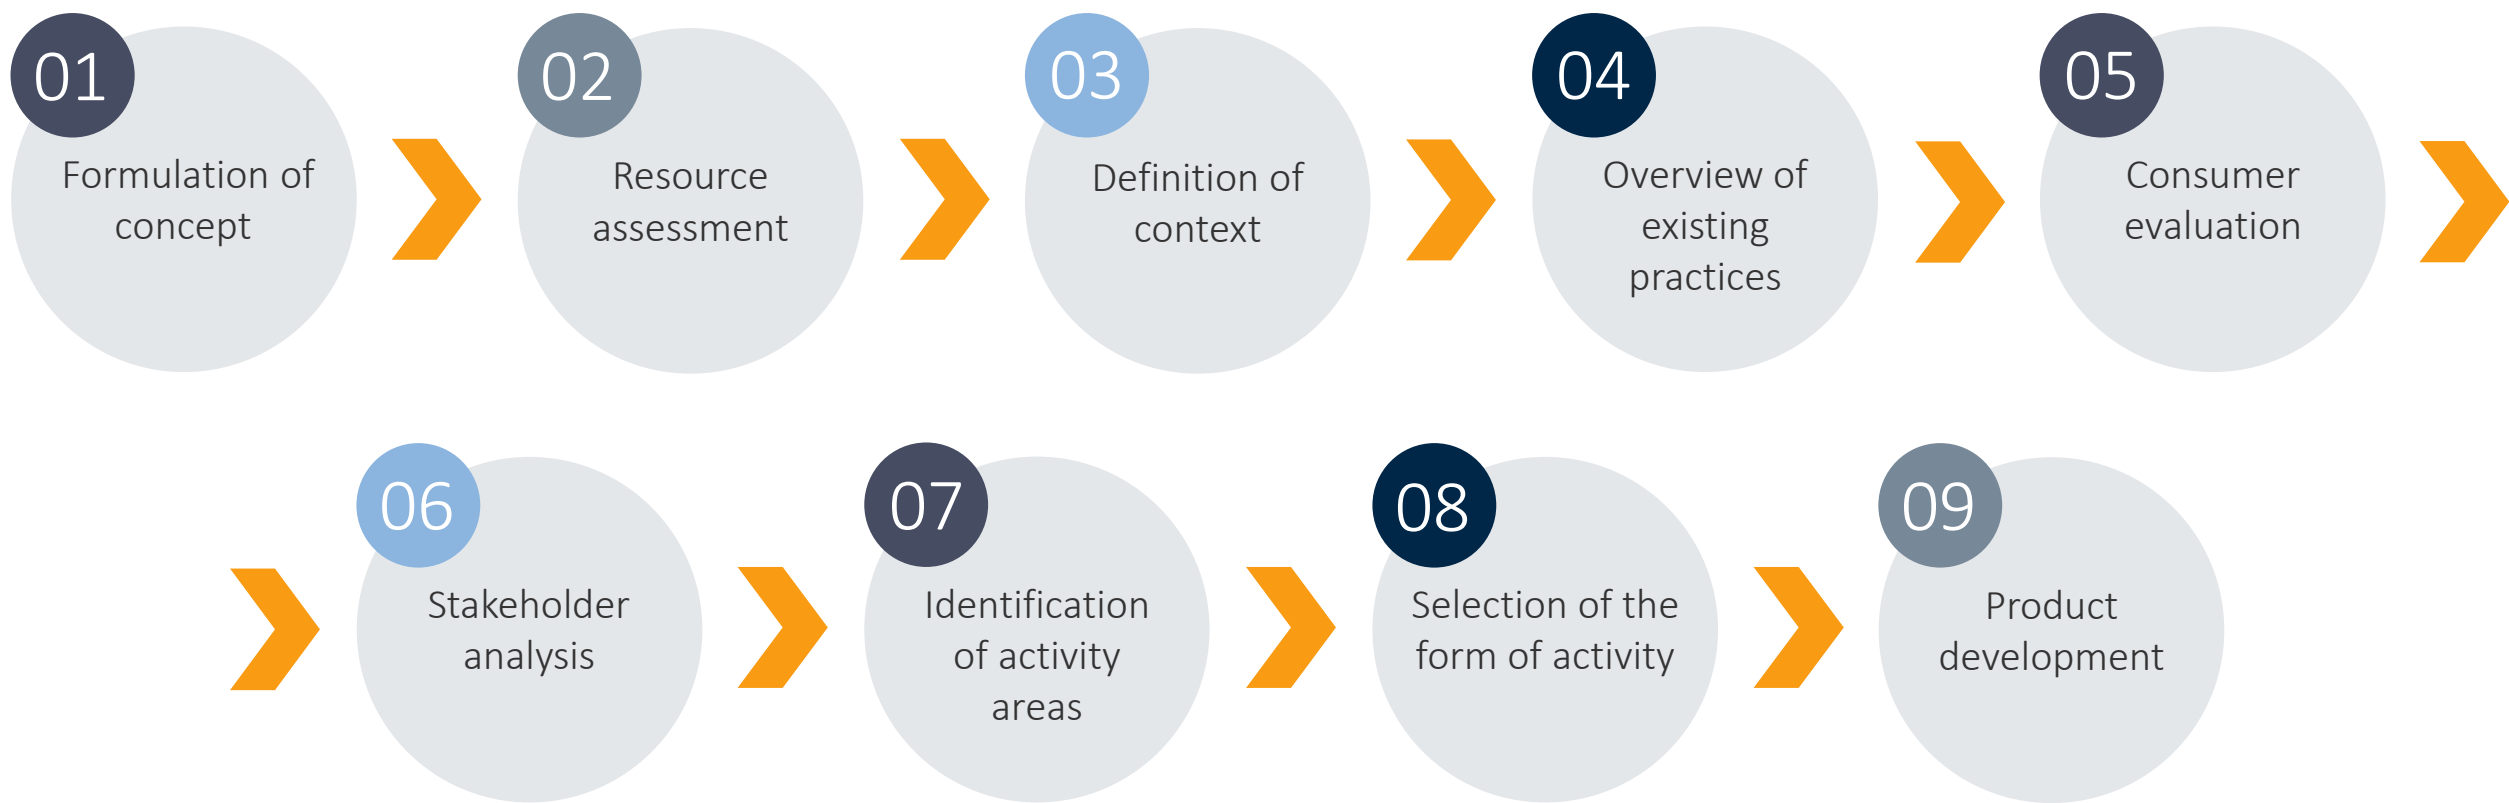 01
Formulation of
concept
02
Resource
assessment
03
Definition of
context
04
Overview of
existing
practices
05
Consumer
evaluation
06
Stakeholder
analysis
07
Identification
of activity
areas
08
Selection of the
form of activity
09
Product
development